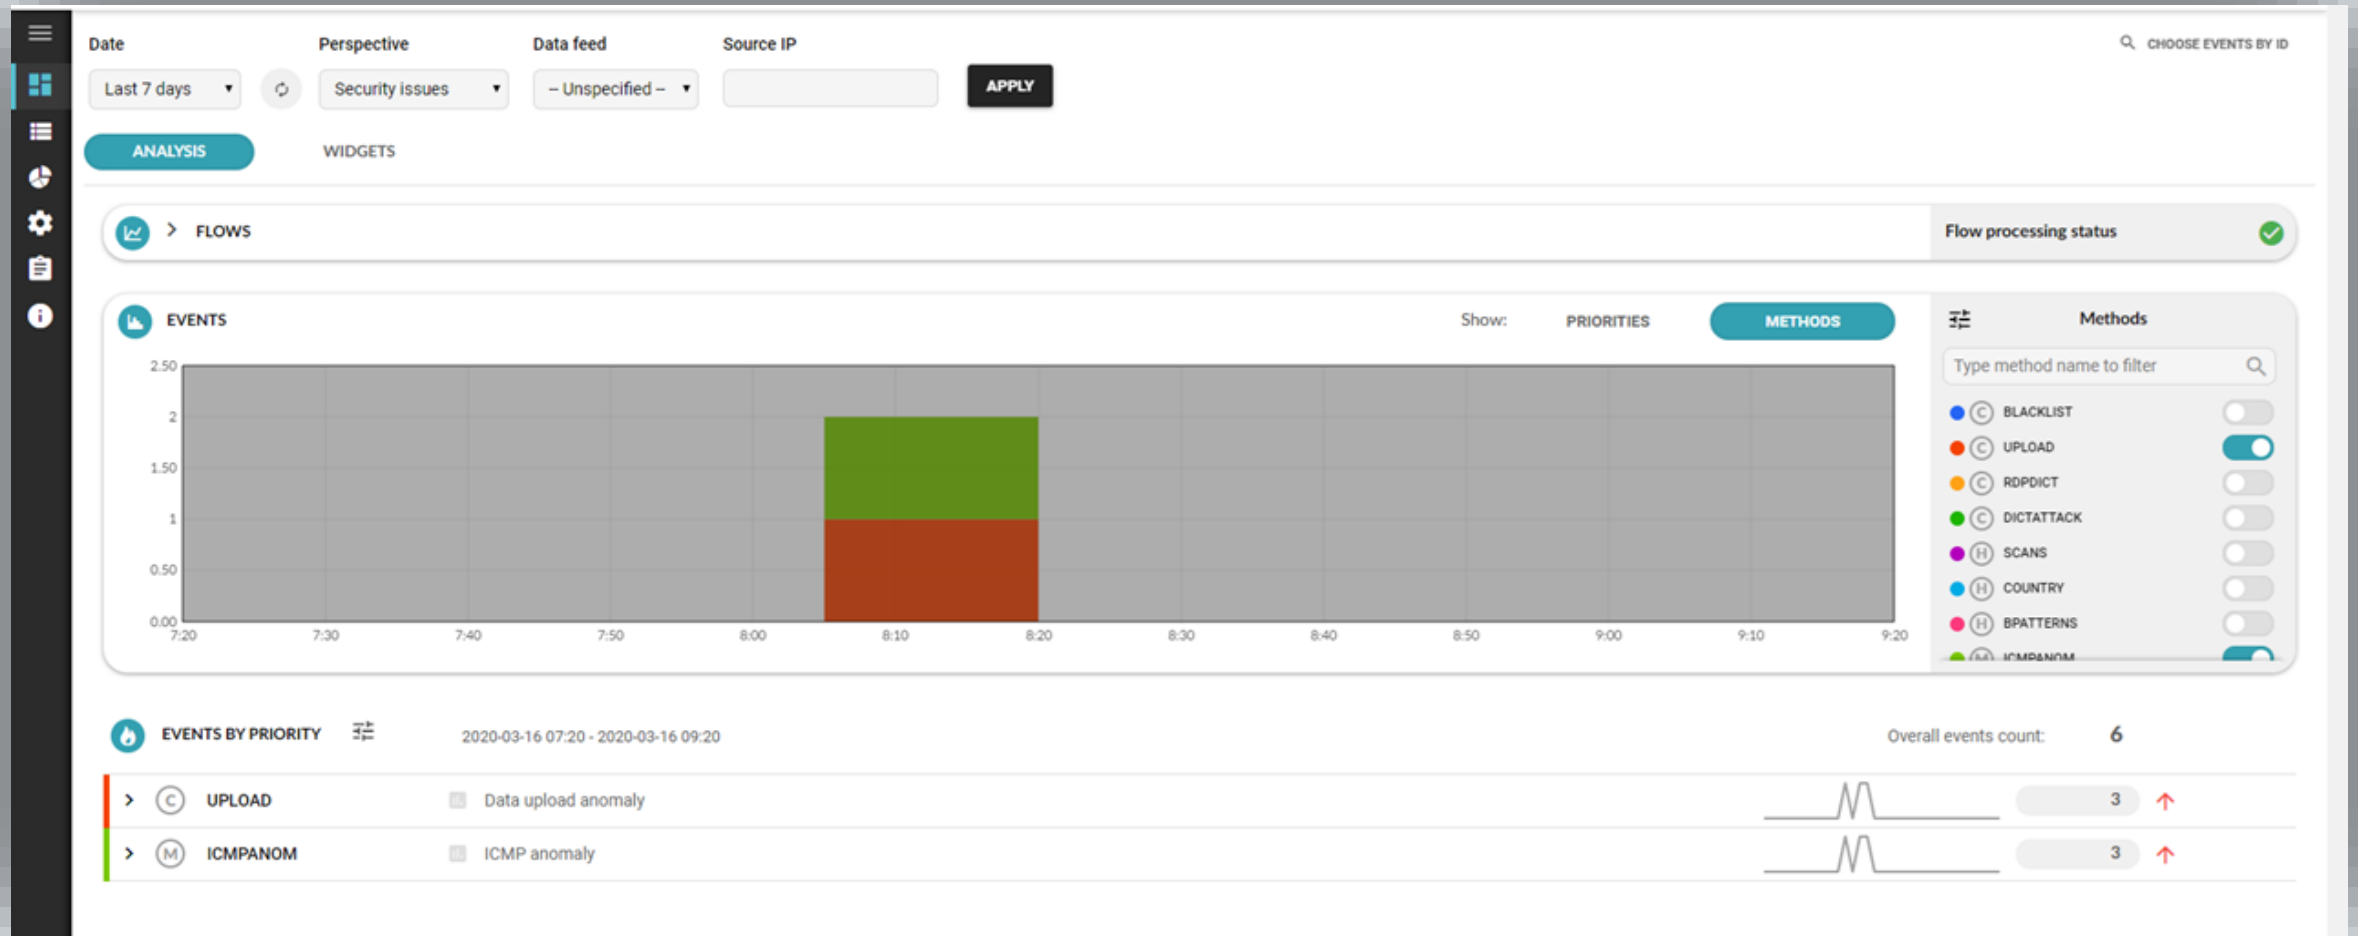 Date Perspective Data feed Source IP CHOOSE EVENTS BY ID
Last 7 days Security issues -- Unspecified -- APPLY
ANALYSIS WIDGETS
FLOWS Flow processing status
EVENTS Show: PRIORITIES METHODS Methods
Type method name to filter
2.50
2
1.50
1
0.50
0.00
7:20 7:30 7:40 7:50 8:00 8:10 8:20 8:30 8:40 8:50 9:00 9:10 9:20
C BLACKLIST
C UPLOAD
C RDPDICT
C DICTATTACK
H SCANS
H COUNTRY
H BPATTERNS
M ICMPANOM
EVENTS BY PRIORITY 2020-03-16 07:20 - 2020-03-16 09:20 Overall events count: 6
C UPLOAD Data upload anomaly 3
M ICMPANOM ICMP anomaly 3